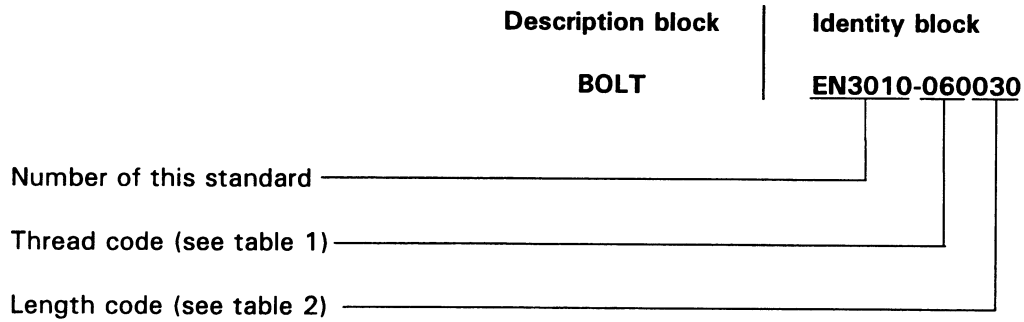 Description block Identity block
BOLT EN3010-060030
Number of this standard
Thread code (see table 1)
Length code (see table 2)